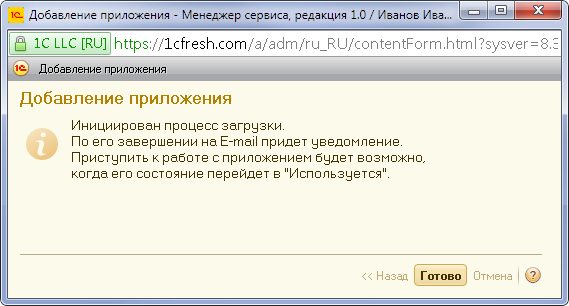 Добавление приложения - Менеджер сервиса, редакция 1.0 / Иванов Ива...
1C LLC [RU] https://1cfresh.com/a/adm/ru_RU/contentForm.html?sysver=8.3
1С Добавление приложения
Добавление приложения
Инициирован процесс загрузки.
По его завершении на E-mail придет уведомление.
Приступить к работе с приложением будет возможно,
когда его состояние перейдет в "Используется".
<< Назад Готово Отмена ?